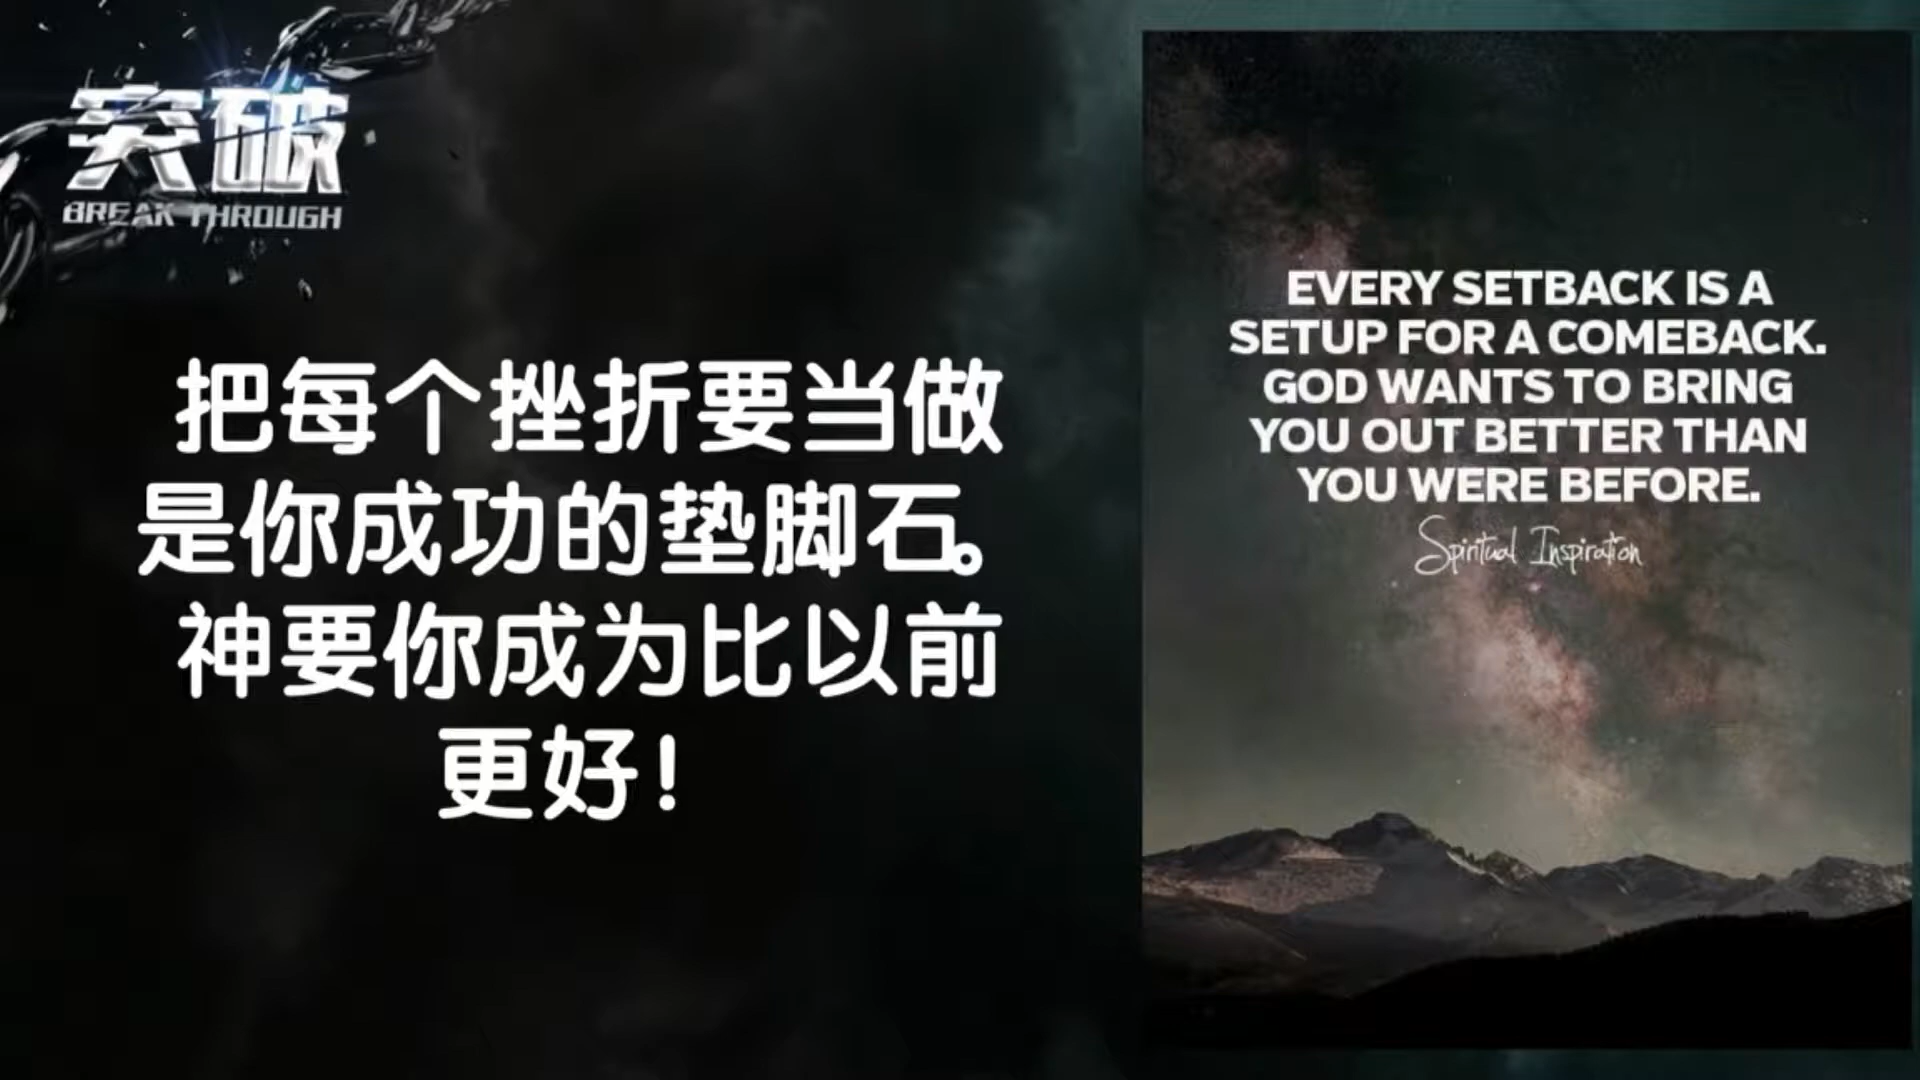 突破
BREAK THROUGH
把每个挫折要当做
是你成功的垫脚石。
神要你成为比以前
更好！
EVERY SETBACK IS A
SETUP FOR A COMEBACK.
GOD WANTS TO BRING
YOU OUT BETTER THAN
YOU WERE BEFORE.
Spiritual Inspiration